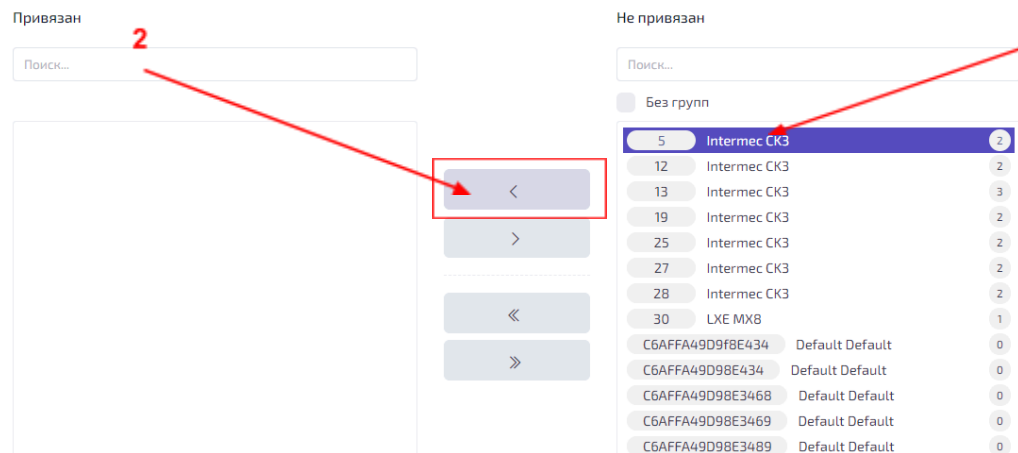 Привязан
2
Поиск...
Не привязан
Поиск...
Без групп
5 Intermec CK3 2
12 Intermec CK3 2
13 Intermec CK3 3
19 Intermec CK3 2
25 Intermec CK3 2
27 Intermec CK3 2
28 Intermec CK3 2
30 LXE MX8 1
C6AFFA49D9f8E434 Default Default 0
C6AFFA49D98E434 Default Default 0
C6AFFA49D98E3468 Default Default 0
C6AFFA49D98E3469 Default Default 0
C6AFFA49D98E3489 Default Default 0